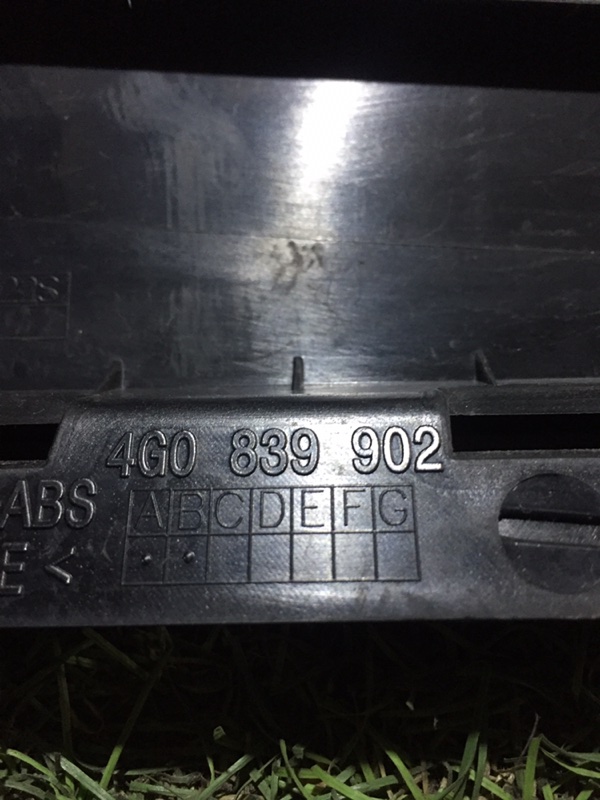 4G0 839 902
ABS
A B C D E F G
E <